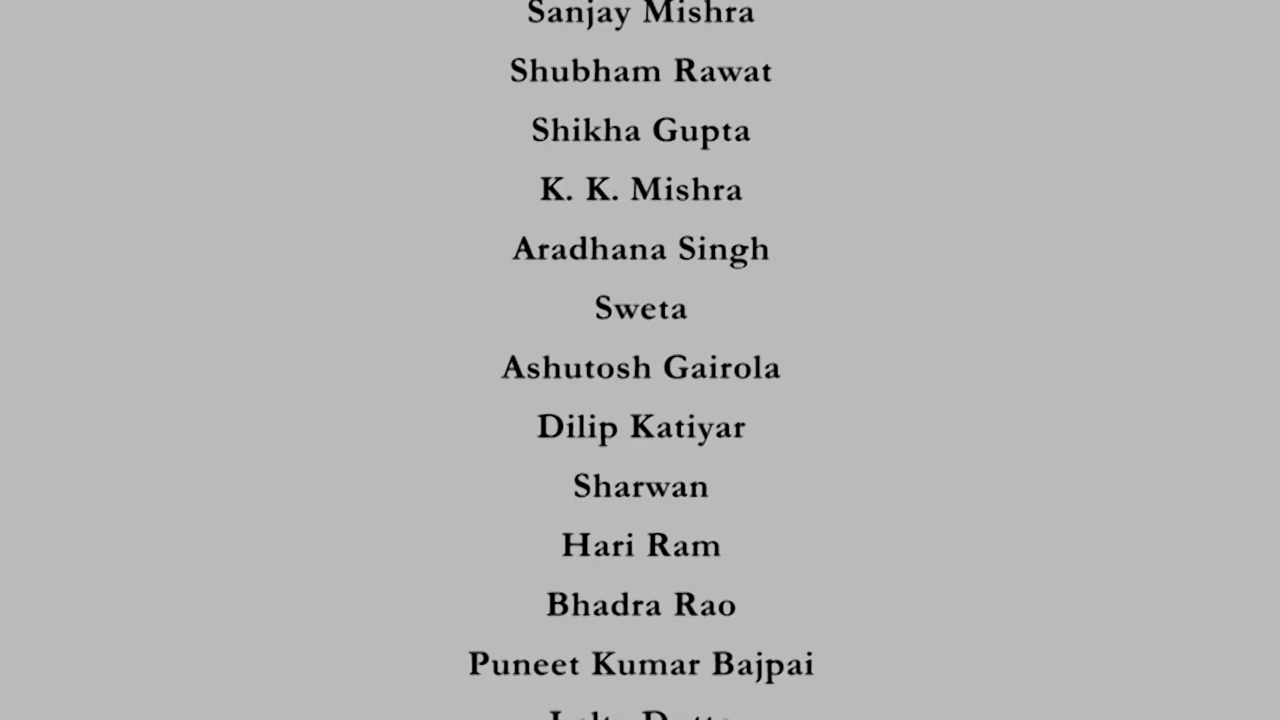 Sanjay Mishra
Shubham Rawat
Shikha Gupta
K. K. Mishra
Aradhana Singh
Sweta
Ashutosh Gairola
Dilip Katiyar
Sharwan
Hari Ram
Bhadra Rao
Puneet Kumar Bajpai